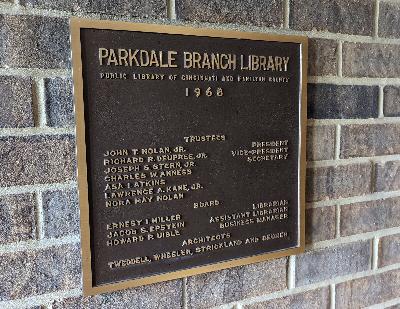 PARKDALE BRANCH LIBRARY
PUBLIC LIBRARY OF CINCINNATI AND HAMILTON COUNTY
1968
TRUSTEES
JOHN T. NOLAN, JR. PRESIDENT
RICHARD R. DEUPREE, JR. VICE-PRESIDENT
JOSEPH S. STERN, JR. SECRETARY
CHARLES W. ANNESS
ASA I. ATKINS
LAWRENCE A. KANE, JR.
NORA MAY NOLAN
BOARD
ERNEST I. MILLER LIBRARIAN
JACOB S. EPSTEIN ASSISTANT LIBRARIAN
HOWARD R. UIBLE BUSINESS MANAGER
ARCHITECTS
TWEDDELL, WHEELER, STRICKLAND AND BEUMER